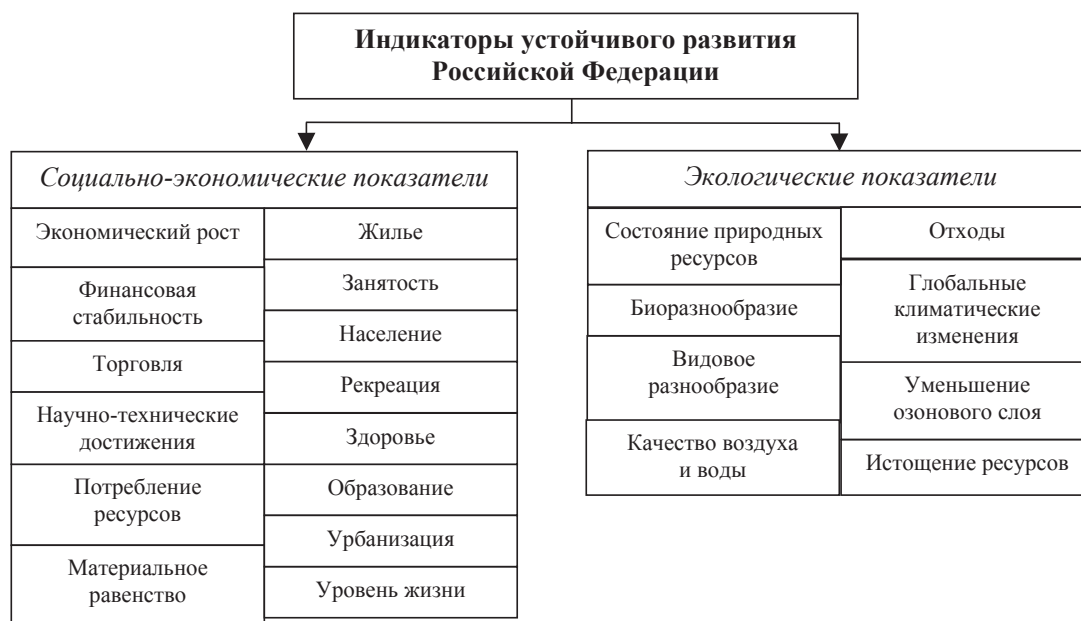 Индикаторы устойчивого развития
Российской Федерации
Социально-экономические показатели
Экономический рост
Финансовая
стабильность
Торговля
Научно-технические
достижения
Потребление
ресурсов
Материальное
равенство
Жилье
Занятость
Население
Рекреация
Здоровье
Образование
Урбанизация
Уровень жизни
Экологические показатели
Состояние природных
ресурсов
Биоразнообразие
Видовое
разнообразие
Качество воздуха
и воды
Отходы
Глобальные
климатические
изменения
Уменьшение
озонового слоя
Истощение ресурсов